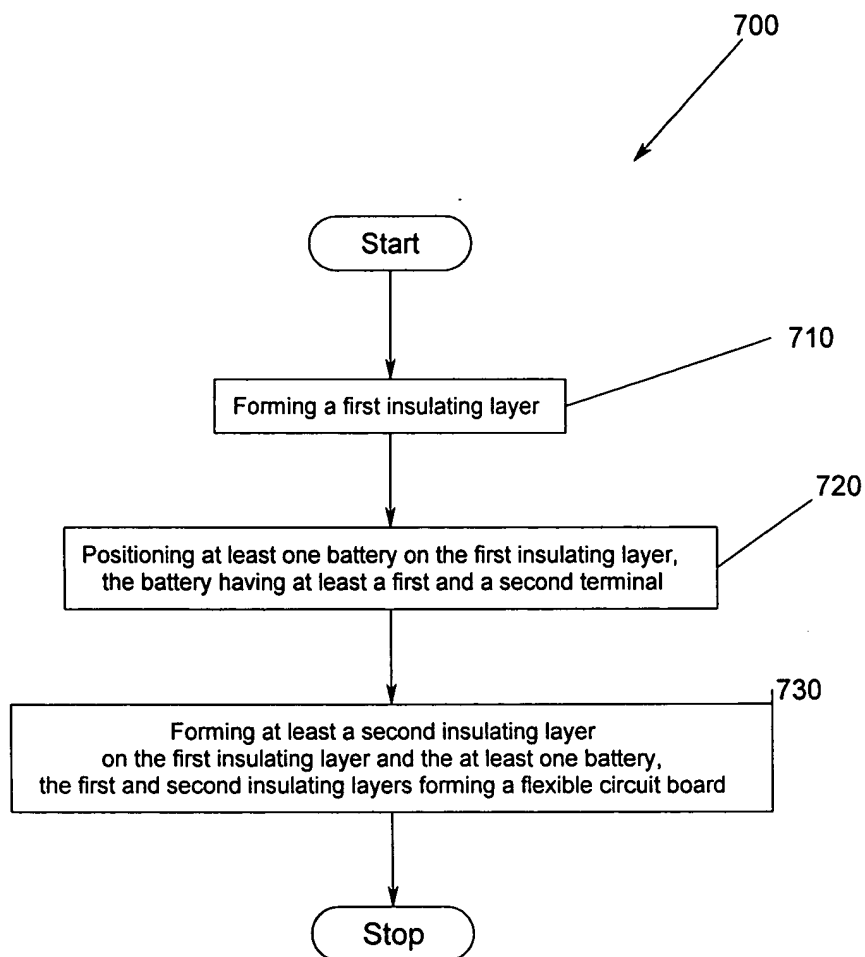 700
Start
710
Forming a first insulating layer
720
Positioning at least one battery on the first insulating layer,
the battery having at least a first and a second terminal
730
Forming at least a second insulating layer
on the first insulating layer and the at least one battery,
the first and second insulating layers forming a flexible circuit board
Stop